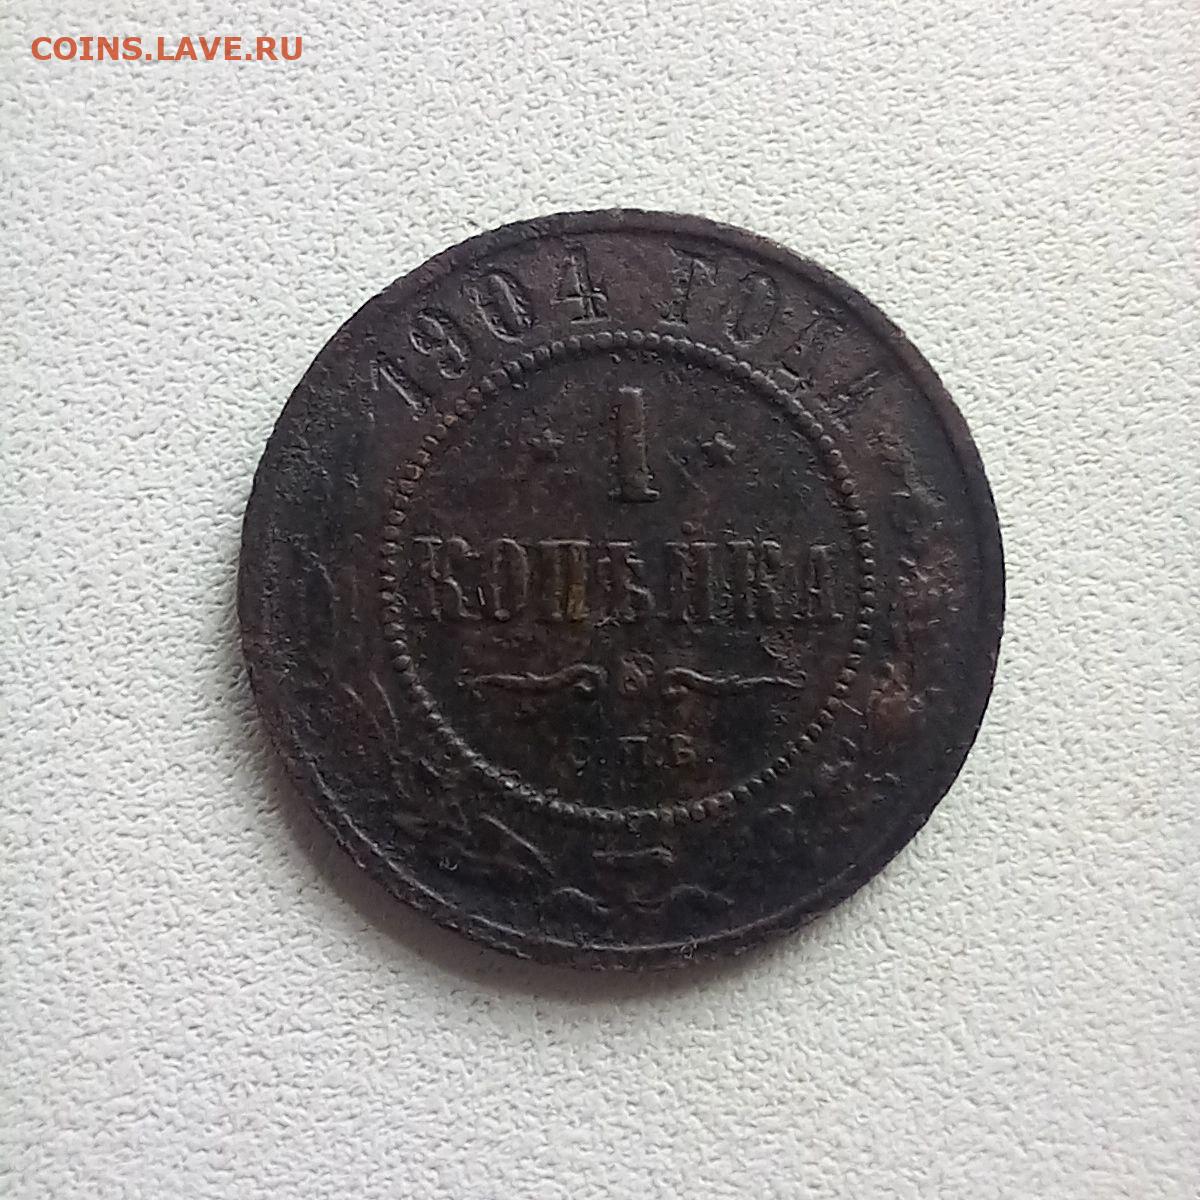 COINS.LAVE.RU
1904 ГОДА
1
КОПѢЙКА
С.П.Б.